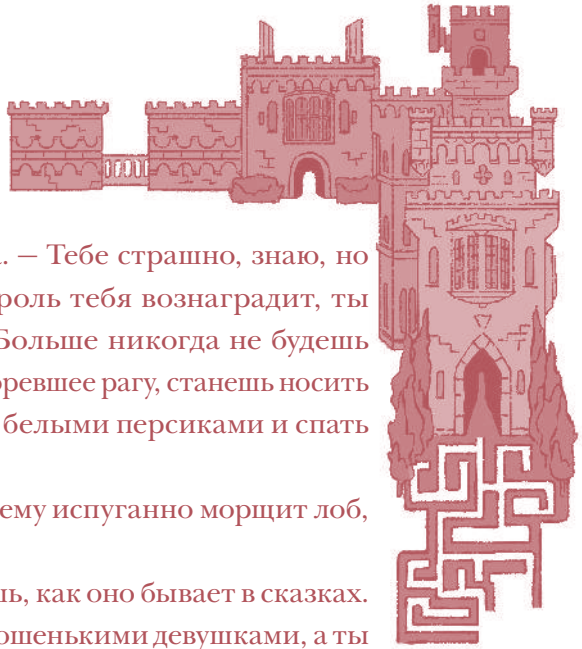 . — Тебе страшно, знаю, но
роль тебя вознаградит, ты
Больше никогда не будешь
оревшее рагу, станешь носить
белыми персиками и спать
ему испуганно морщит лоб,
шь, как оно бывает в сказках.
ошенькими девушками, а ты